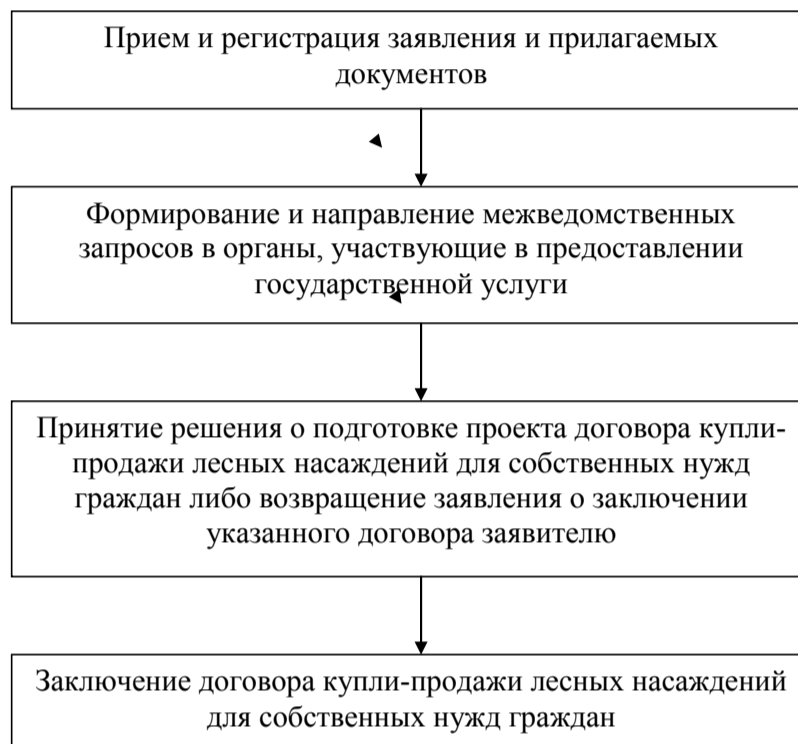 Прием и регистрация заявления и прилагаемых
документов
Формирование и направление межведомственных
запросов в органы, участвующие в предоставлении
государственной услуги
Принятие решения о подготовке проекта договора купли-
продажи лесных насаждений для собственных нужд
граждан либо возвращение заявления о заключении
указанного договора заявителю
Заключение договора купли-продажи лесных насаждений
для собственных нужд граждан